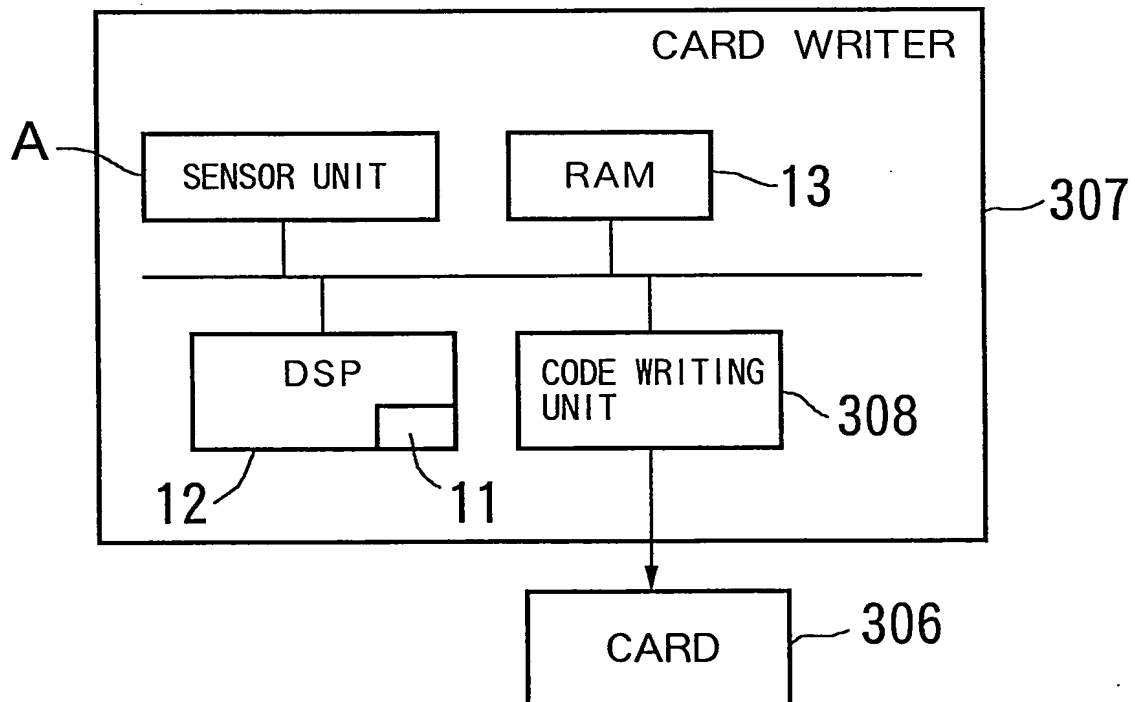 CARD WRITER
A
SENSOR UNIT
RAM
13
307
DSP
CODE WRITING
UNIT
308
12
11
CARD
306